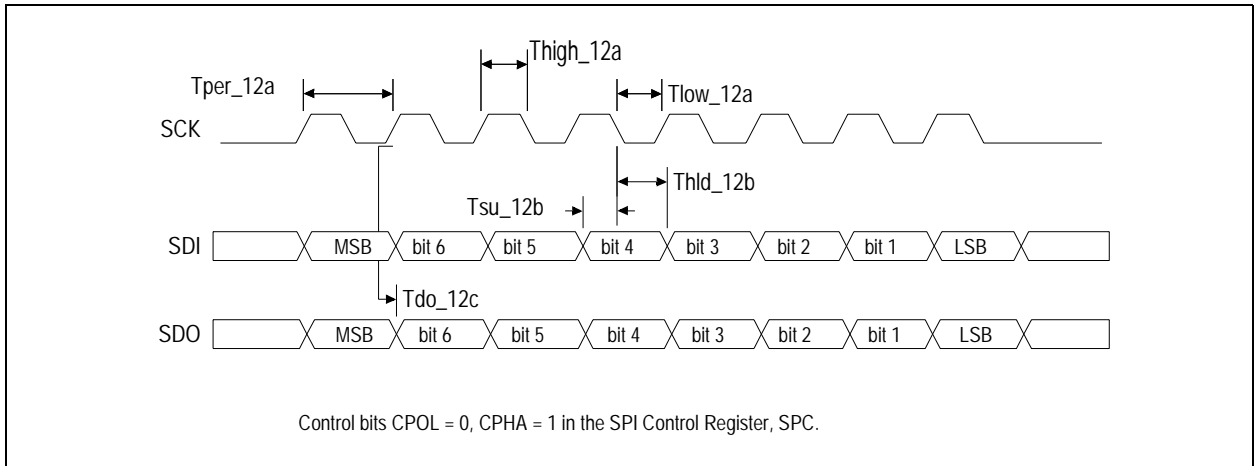 Thigh_12a
Tper_12a
Tlow_12a
SCK
Thld_12b
Tsu_12b
SDI MSB bit 6 bit 5 bit 4 bit 3 bit 2 bit 1 LSB
Tdo_12c
SDO MSB bit 6 bit 5 bit 4 bit 3 bit 2 bit 1 LSB
Control bits CPOL = 0, CPHA = 1 in the SPI Control Register, SPC.